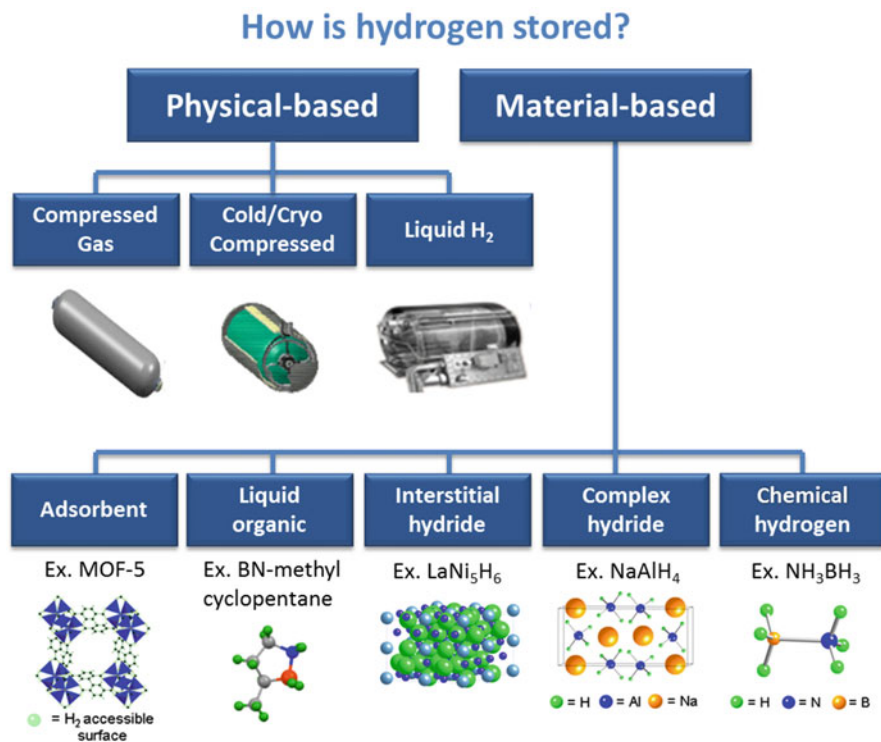 How is hydrogen stored?
Physical-based
Material-based
Compressed
Gas
Cold/Cryo
Compressed
Liquid H₂
Adsorbent
Liquid
organic
Interstitial
hydride
Complex
hydride
Chemical
hydrogen
Ex. MOF-5
Ex. BN-methyl
cyclopentane
Ex. LaNi₅H₆
Ex. NaAlH₄
Ex. NH₃BH₃
= H₂ accessible
surface
= H = Al = Na
= H = N = B